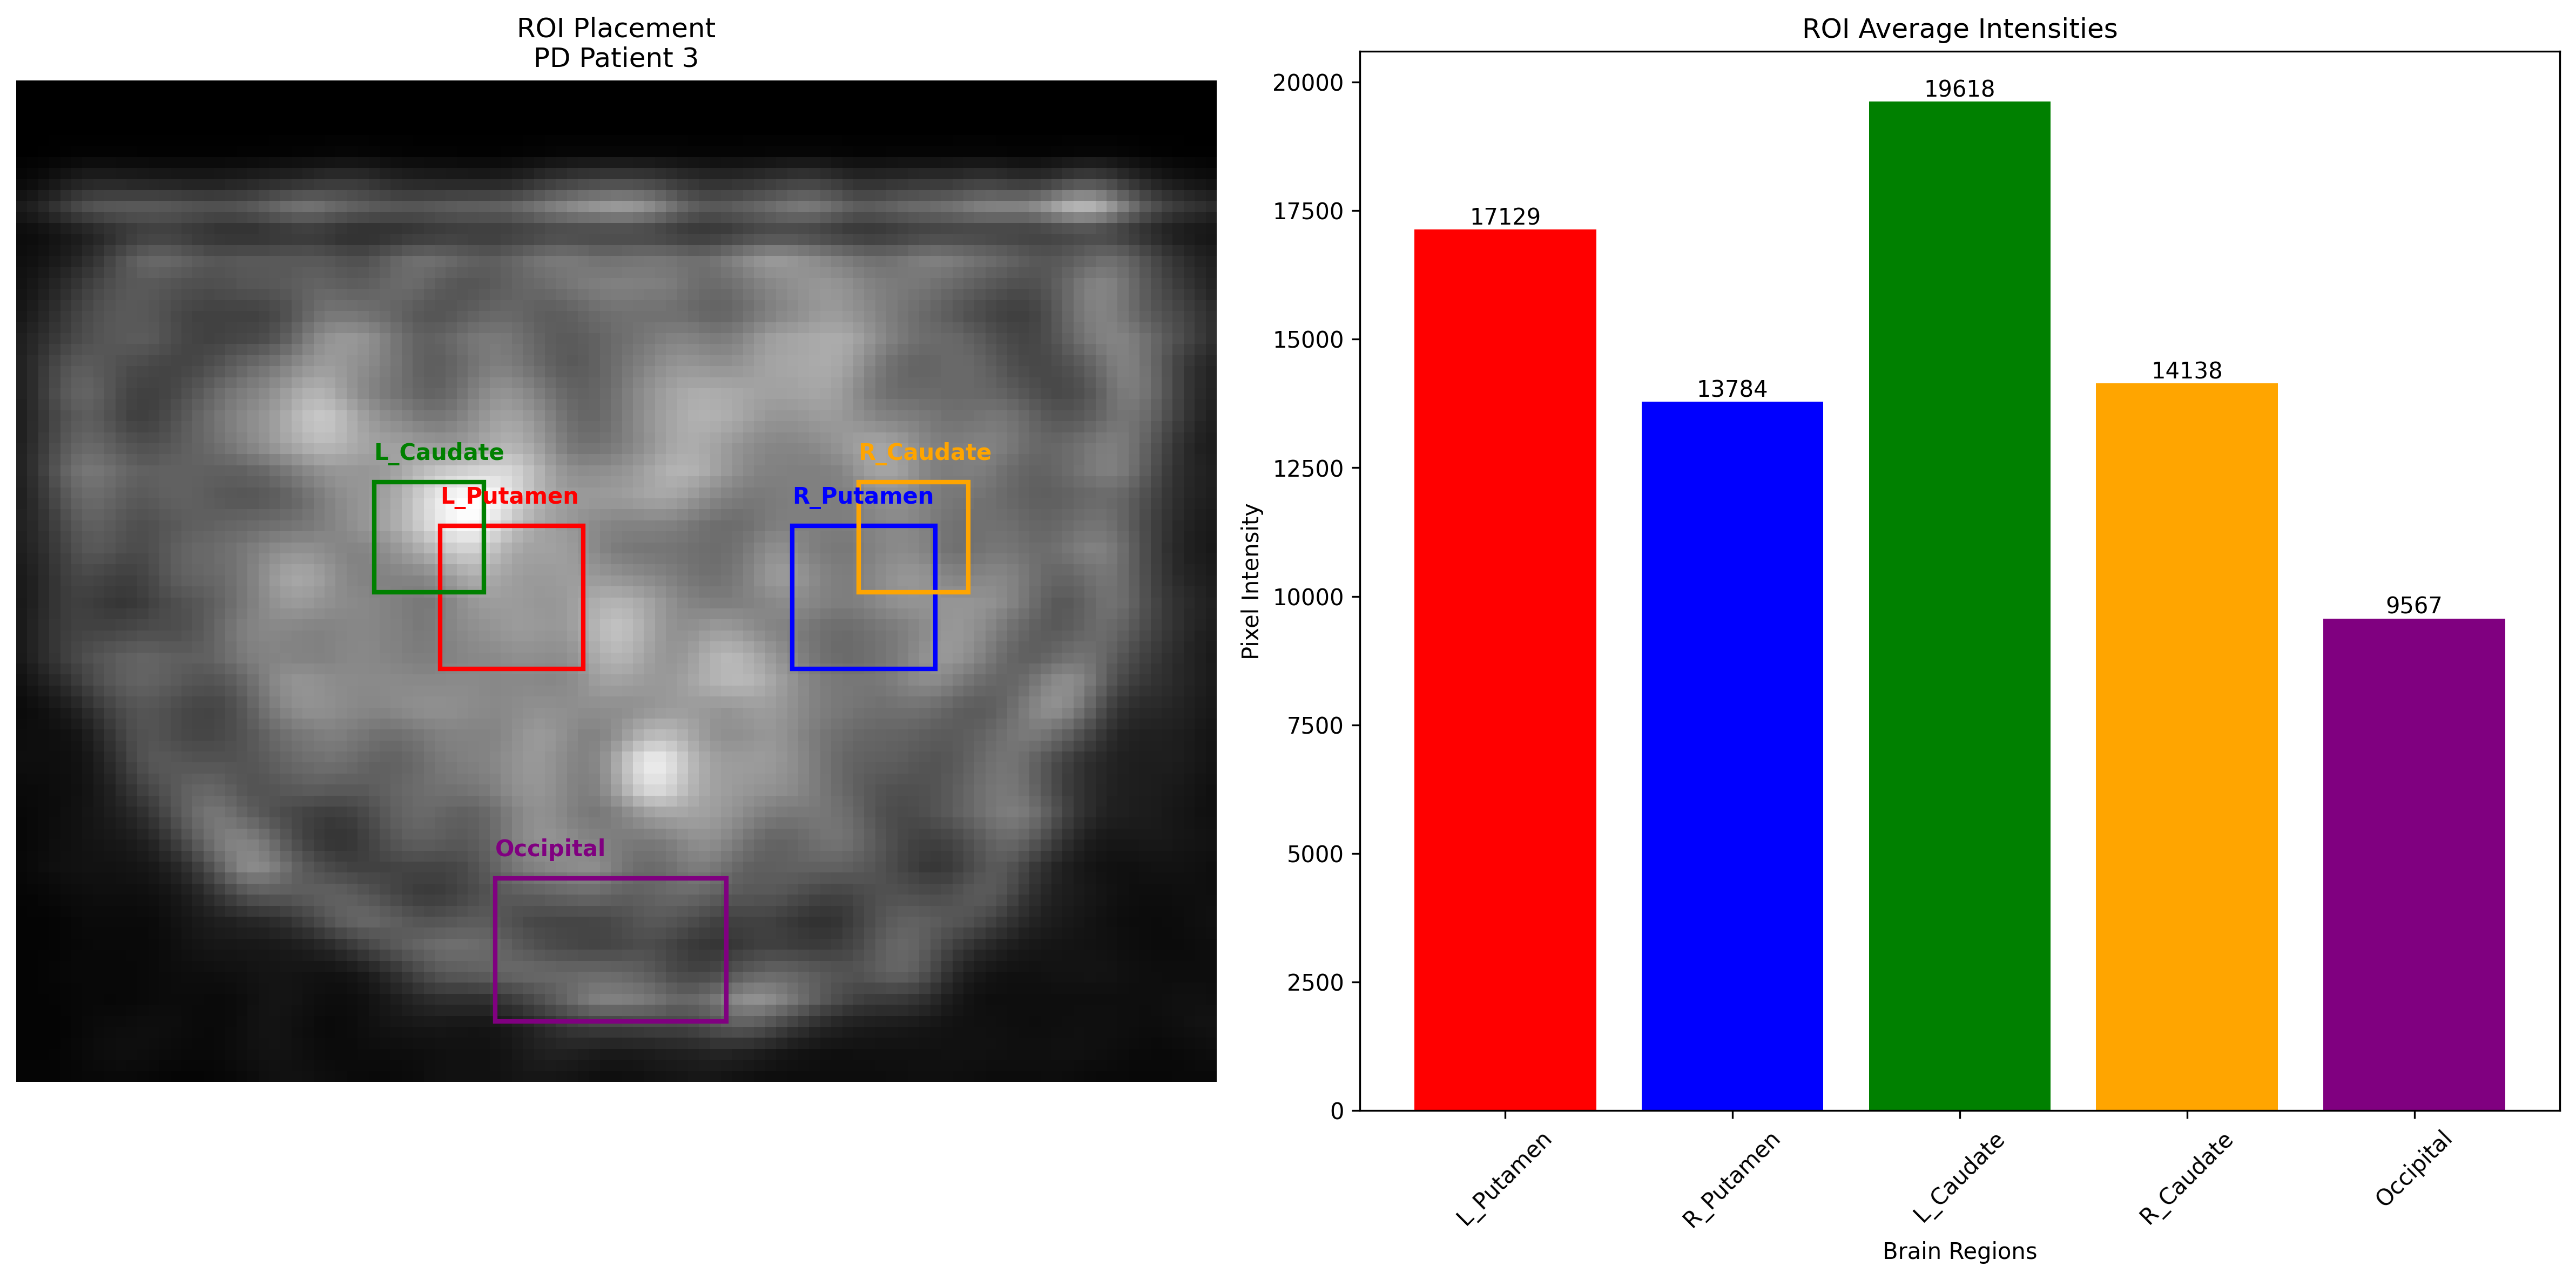 ROI Placement
PD Patient 3
L_Caudate
R_Caudate
L_Putamen
R_Putamen
Occipital
ROI Average Intensities
Pixel Intensity
20000
17500
15000
12500
10000
7500
5000
2500
0
17129
13784
19618
14138
9567
L_Putamen
R_Putamen
L_Caudate
R_Caudate
Occipital
Brain Regions